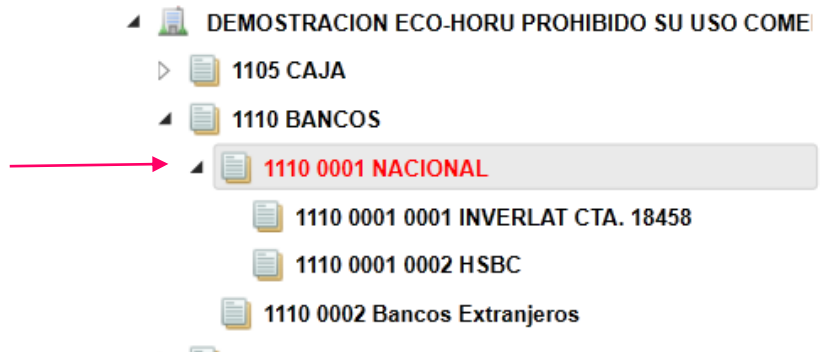 DEMOSTRACION ECO-HORU PROHIBIDO SU USO COME
1105 CAJA
1110 BANCOS
1110 0001 NACIONAL
1110 0001 0001 INVERLAT CTA. 18458
1110 0001 0002 HSBC
1110 0002 Bancos Extranjeros